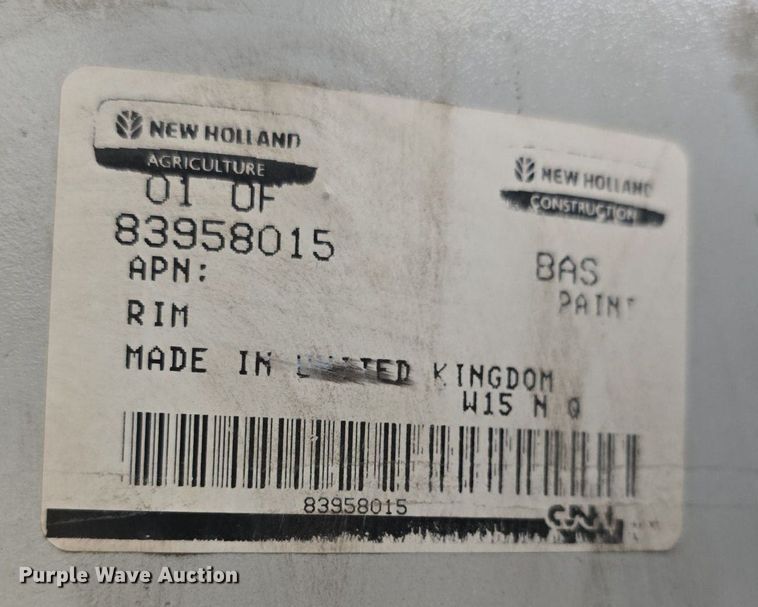 NEW HOLLAND
AGRICULTURE
NEW HOLLAND
CONSTRUCTION
01 OF
83958015
APN:
BAS
PAINT
RIM
MADE IN UNITED KINGDOM
W15 N Q
83958015
CNH
Purple Wave Auction